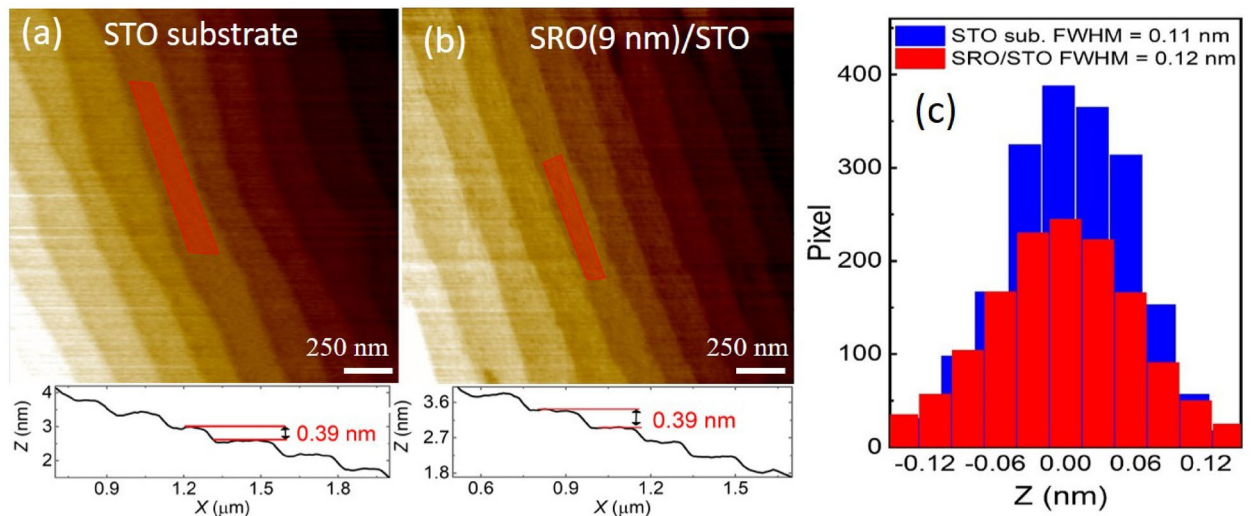 (a) STO substrate
250 nm
(b) SRO(9 nm)/STO
250 nm
4
3
2
Z (nm)
0.39 nm
0.9 1.2 1.5 1.8
X (μm)
3.6
2.7
1.8
Z (nm)
0.39 nm
0.6 0.9 1.2 1.5
X (μm)
STO sub. FWHM = 0.11 nm
SRO/STO FWHM = 0.12 nm
(c)
400
300
200
100
0
Pixel
-0.12 -0.06 0.00 0.06 0.12
Z (nm)